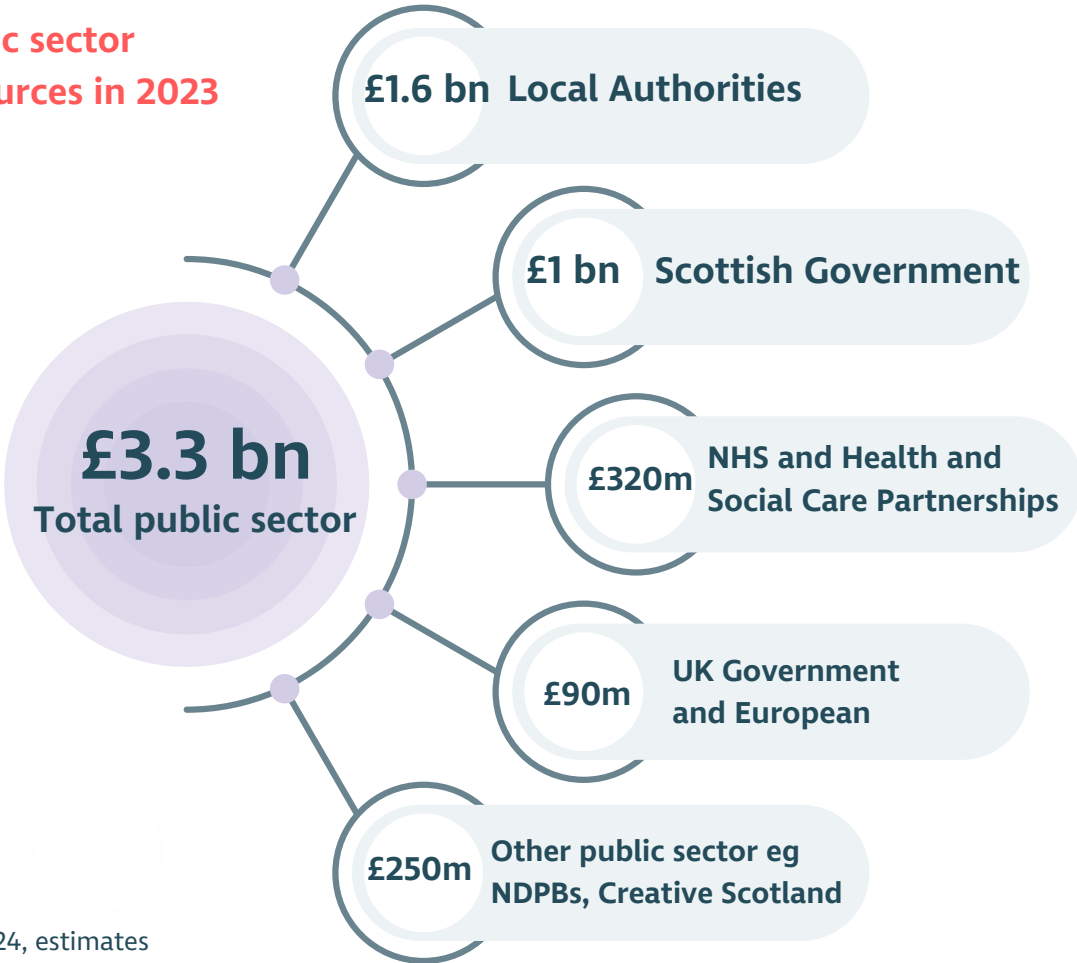 c sector
urces in 2023
£1.6 bn Local Authorities
£1 bn Scottish Government
£3.3 bn
Total public sector
£320m
NHS and Health and
Social Care Partnerships
£90m
UK Government
and European
£250m
Other public sector eg
NDPBs, Creative Scotland
24, estimates